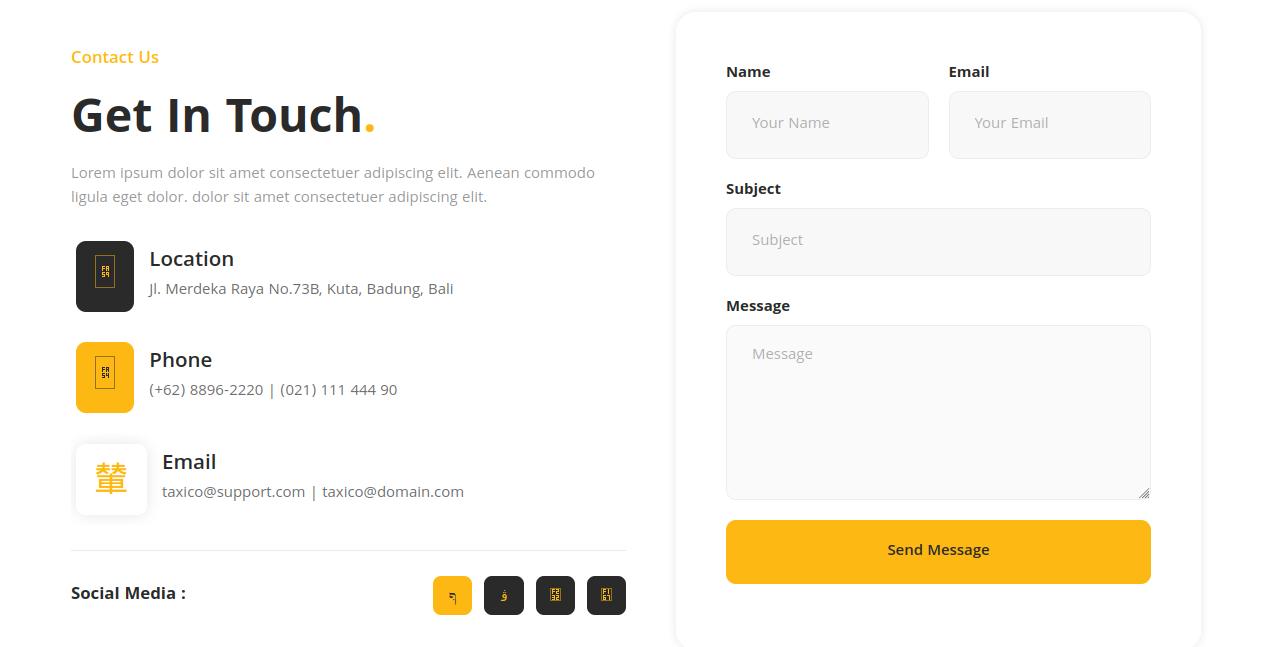 Contact Us
Get In Touch.
Lorem ipsum dolor sit amet consectetuer adipiscing elit. Aenean commodo
ligula eget dolor. dolor sit amet consectetuer adipiscing elit.
Location
Jl. Merdeka Raya No.73B, Kuta, Badung, Bali
Phone
(+62) 8896-2220 | (021) 111 444 90
Email
taxico@support.com | taxico@domain.com
Social Media :
Name
Email
Your Name
Your Email
Subject
Subject
Message
Message
Send Message